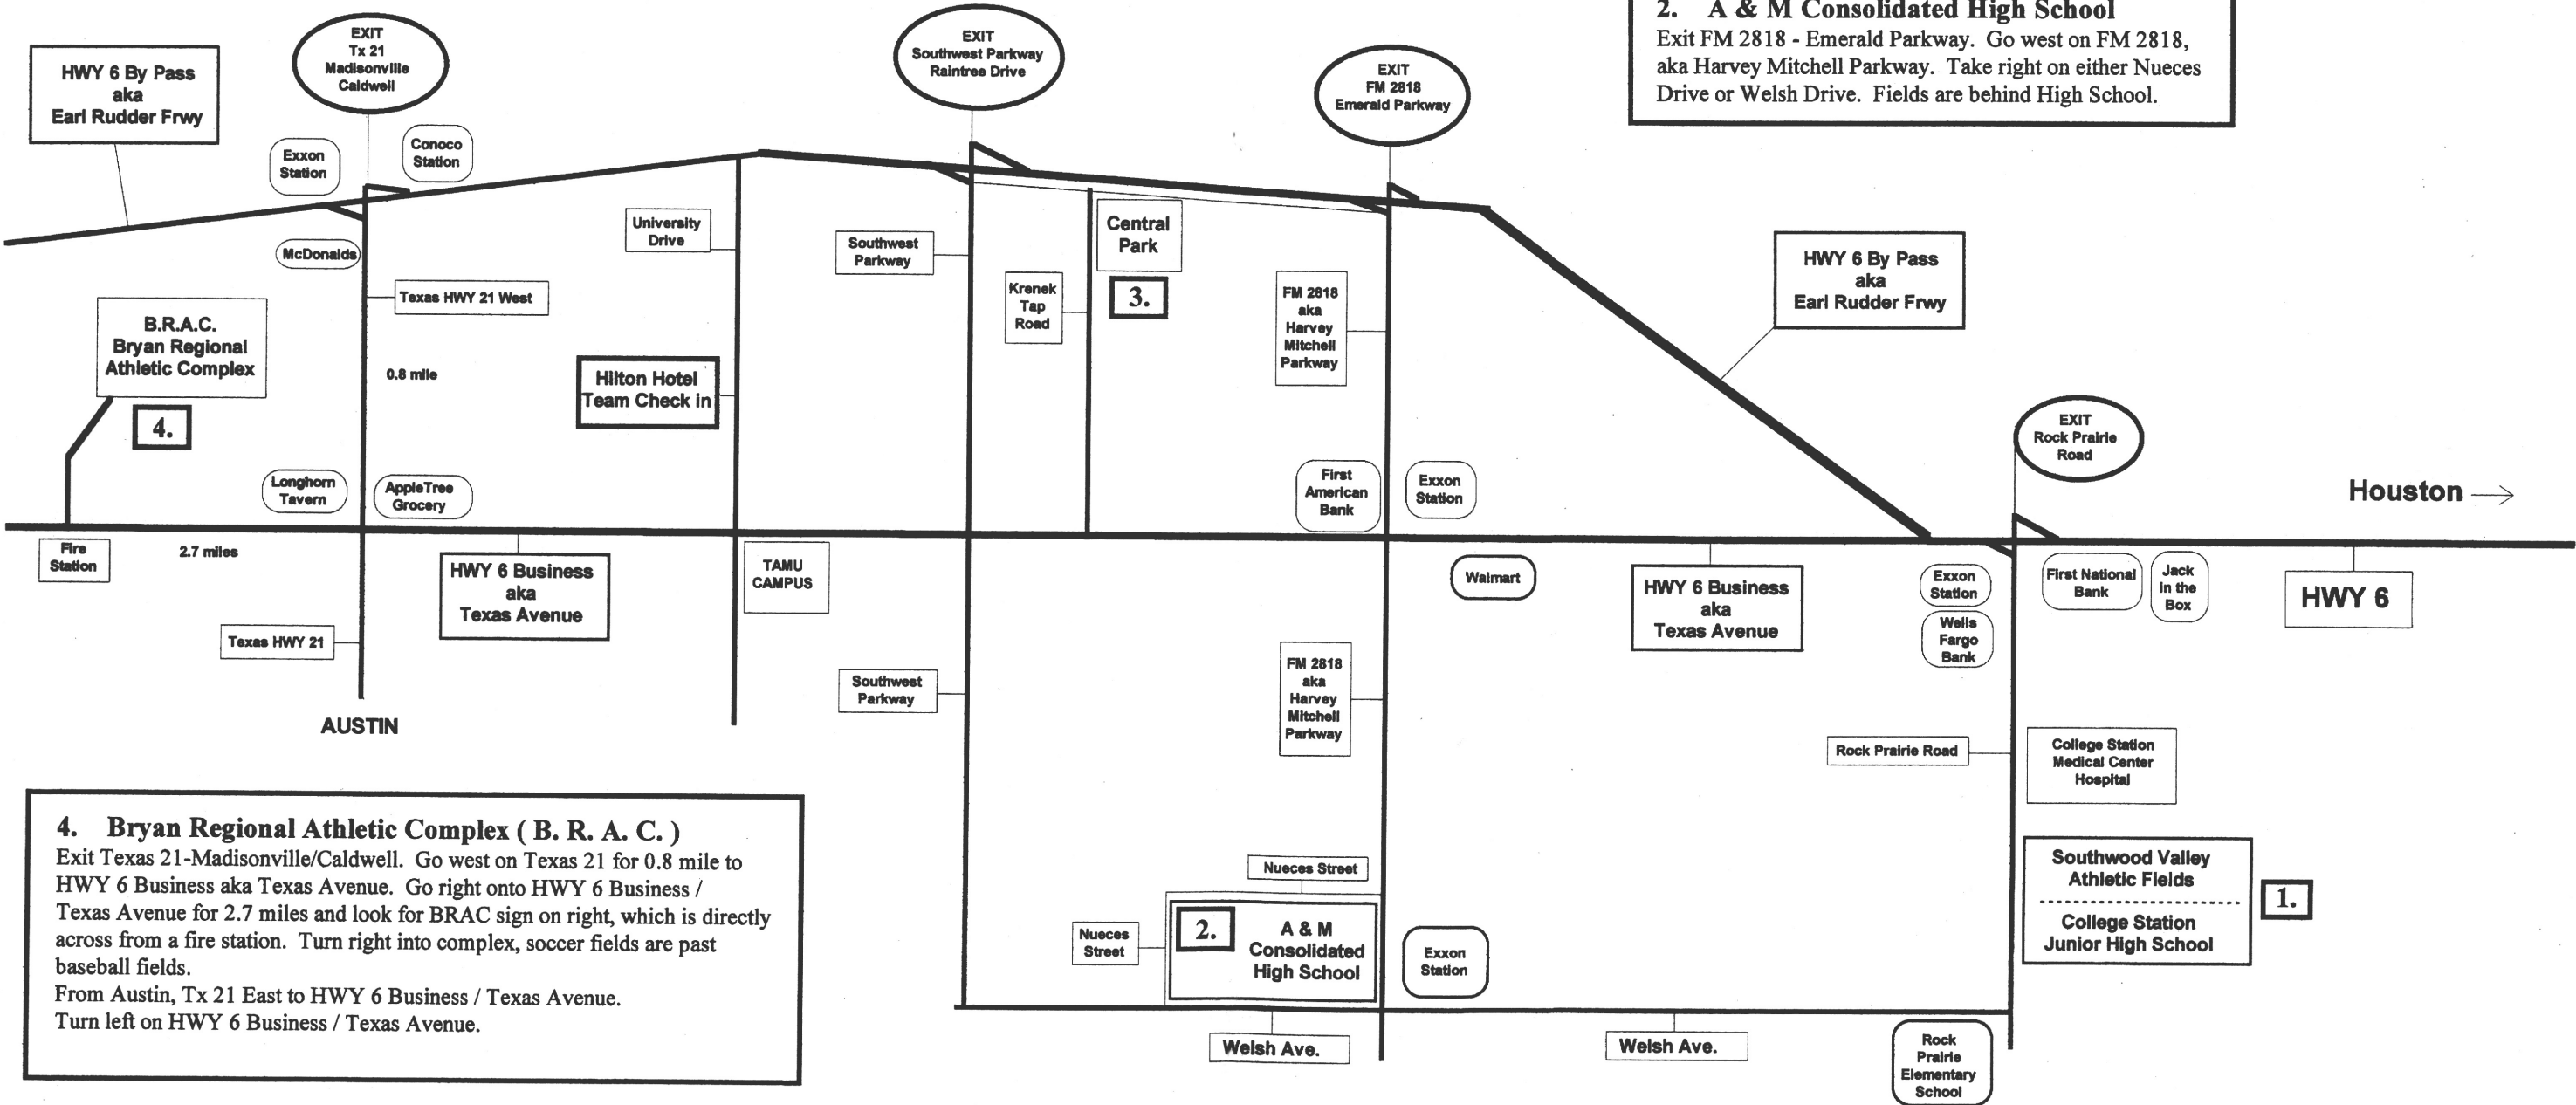 2. A & M Consolidated High School
Exit FM 2818 - Emerald Parkway. Go west on FM 2818,
aka Harvey Mitchell Parkway. Take right on either Nueces
Drive or Welsh Drive. Fields are behind High School.
HWY 6 By Pass
aka
Earl Rudder Frwy
EXIT
Tx 21
Madisonville
Caldwell
EXIT
Southwest Parkway
Raintree Drive
EXIT
FM 2818
Emerald Parkway
Exxon
Station
Conoco
Station
McDonalds
University
Drive
Southwest
Parkway
Central
Park
3.
Krenek
Tap
Road
FM 2818
aka
Harvey
Mitchell
Parkway
HWY 6 By Pass
aka
Earl Rudder Frwy
Texas HWY 21 West
B.R.A.C.
Bryan Regional
Athletic Complex
4.
0.8 mile
Hilton Hotel
Team Check in
EXIT
Rock Prairie
Road
Longhorn
Tavern
AppleTree
Grocery
First
American
Bank
Exxon
Station
Houston
Fire
Station
2.7 miles
HWY 6 Business
aka
Texas Avenue
TAMU
CAMPUS
Walmart
HWY 6 Business
aka
Texas Avenue
Exxon
Station
Wells
Fargo
Bank
First National
Bank
Jack
in the
Box
HWY 6
Texas HWY 21
AUSTIN
Southwest
Parkway
FM 2818
aka
Harvey
Mitchell
Parkway
Rock Prairie Road
College Station
Medical Center
Hospital
4. Bryan Regional Athletic Complex ( B. R. A. C. )
Exit Texas 21-Madisonville/Caldwell. Go west on Texas 21 for 0.8 mile to
HWY 6 Business aka Texas Avenue. Go right onto HWY 6 Business /
Texas Avenue for 2.7 miles and look for BRAC sign on right, which is directly
across from a fire station. Turn right into complex, soccer fields are past
baseball fields.
From Austin, Tx 21 East to HWY 6 Business / Texas Avenue.
Turn left on HWY 6 Business / Texas Avenue.
Nueces Street
Nueces
Street
2.
A & M
Consolidated
High School
Exxon
Station
Southwood Valley
Athletic Fields
College Station
Junior High School
1.
Welsh Ave.
Welsh Ave.
Rock
Prairie
Elementary
School